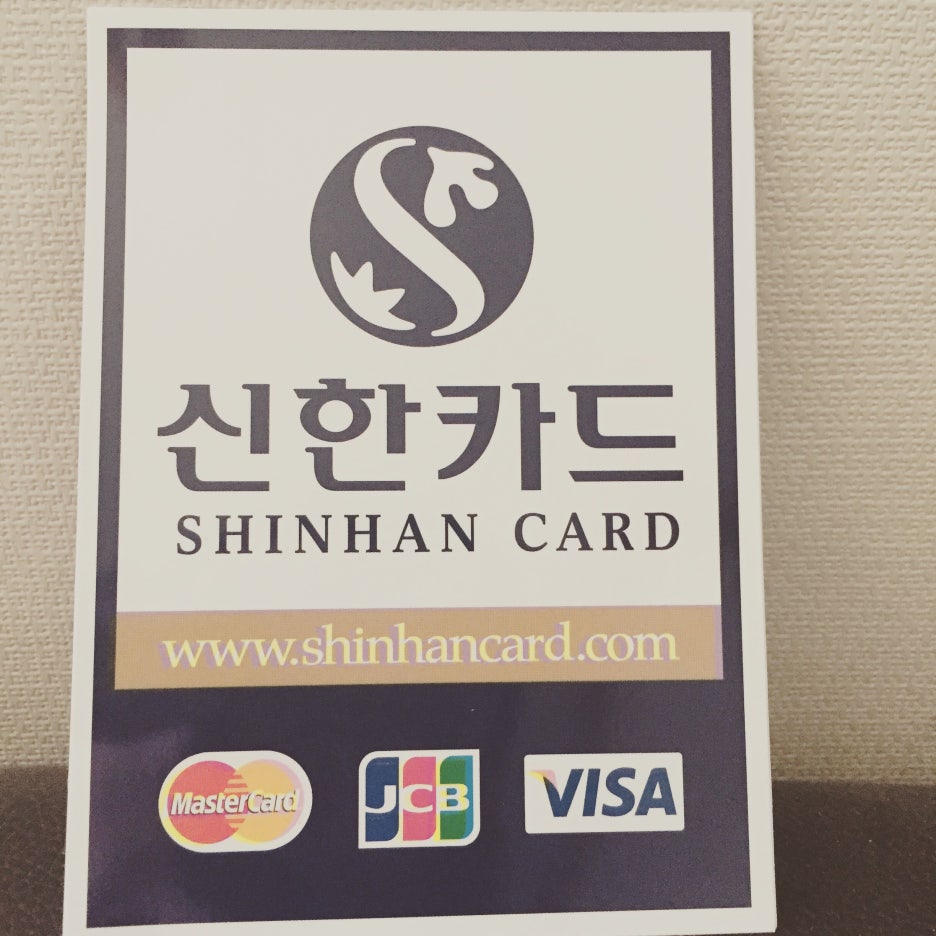 신한카드
SHINHAN CARD
www.shinhancard.com
MasterCard JCB VISA